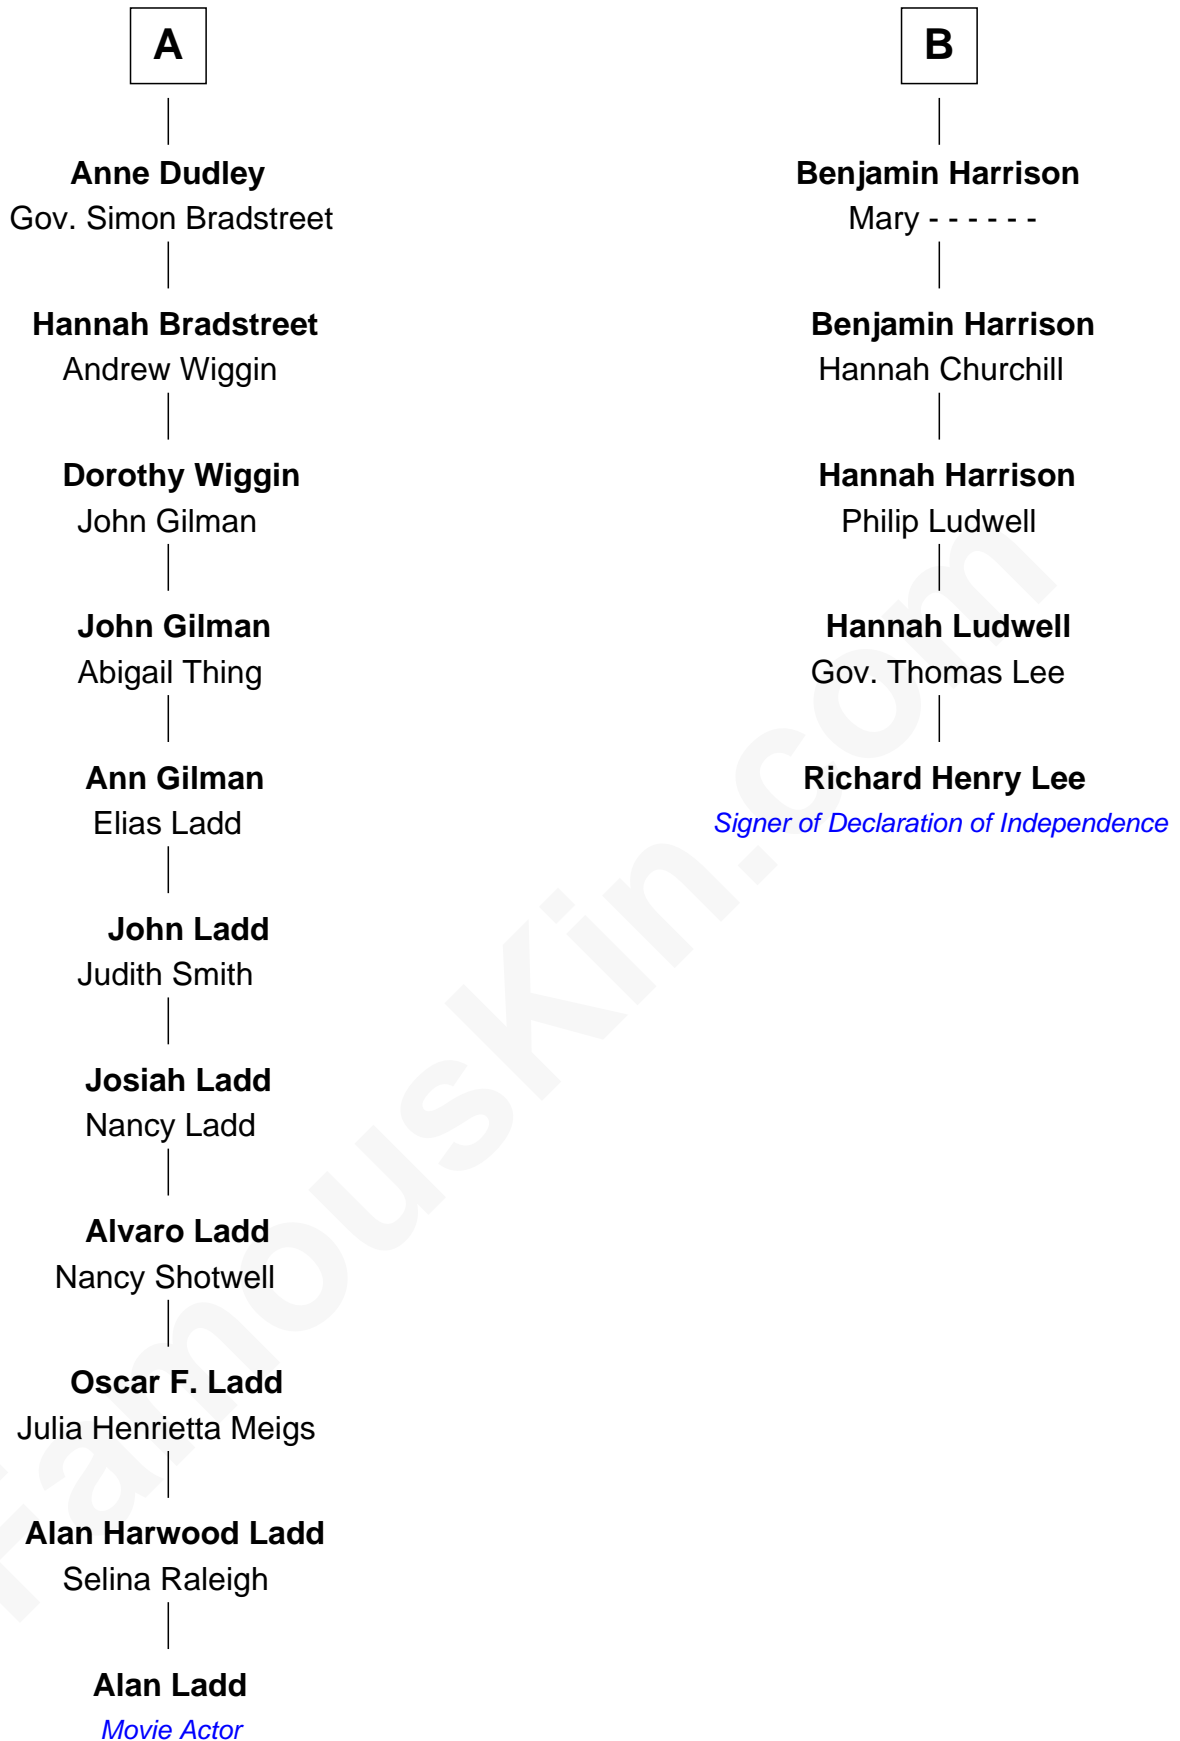 A
Anne Dudley
Gov. Simon Bradstreet
Hannah Bradstreet
Andrew Wiggin
Dorothy Wiggin
John Gilman
John Gilman
Abigail Thing
Ann Gilman
Elias Ladd
John Ladd
Judith Smith
Josiah Ladd
Nancy Ladd
Alvaro Ladd
Nancy Shotwell
Oscar F. Ladd
Julia Henrietta Meigs
Alan Harwood Ladd
Selina Raleigh
Alan Ladd
Movie Actor
B
Benjamin Harrison
Mary - - - - - -
Benjamin Harrison
Hannah Churchill
Hannah Harrison
Philip Ludwell
Hannah Ludwell
Gov. Thomas Lee
Richard Henry Lee
Signer of Declaration of Independence
FamousKin.com